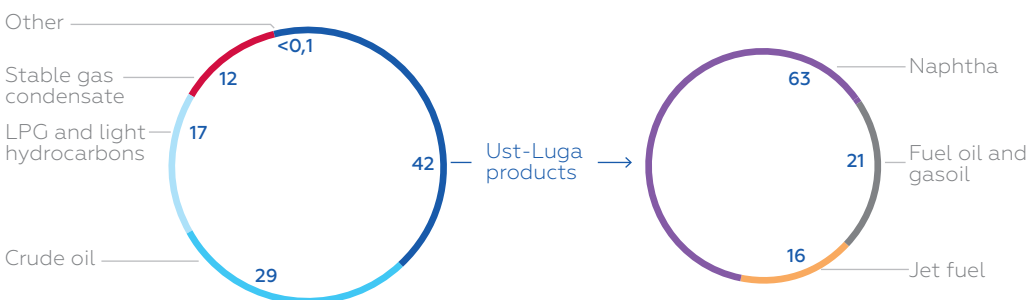 Other
<0,1
Stable gas
condensate
12
LPG and light
hydrocarbons
17
Crude oil
29
42
Ust-Luga
products
Naphtha
63
Fuel oil and
gasoil
21
Jet fuel
16